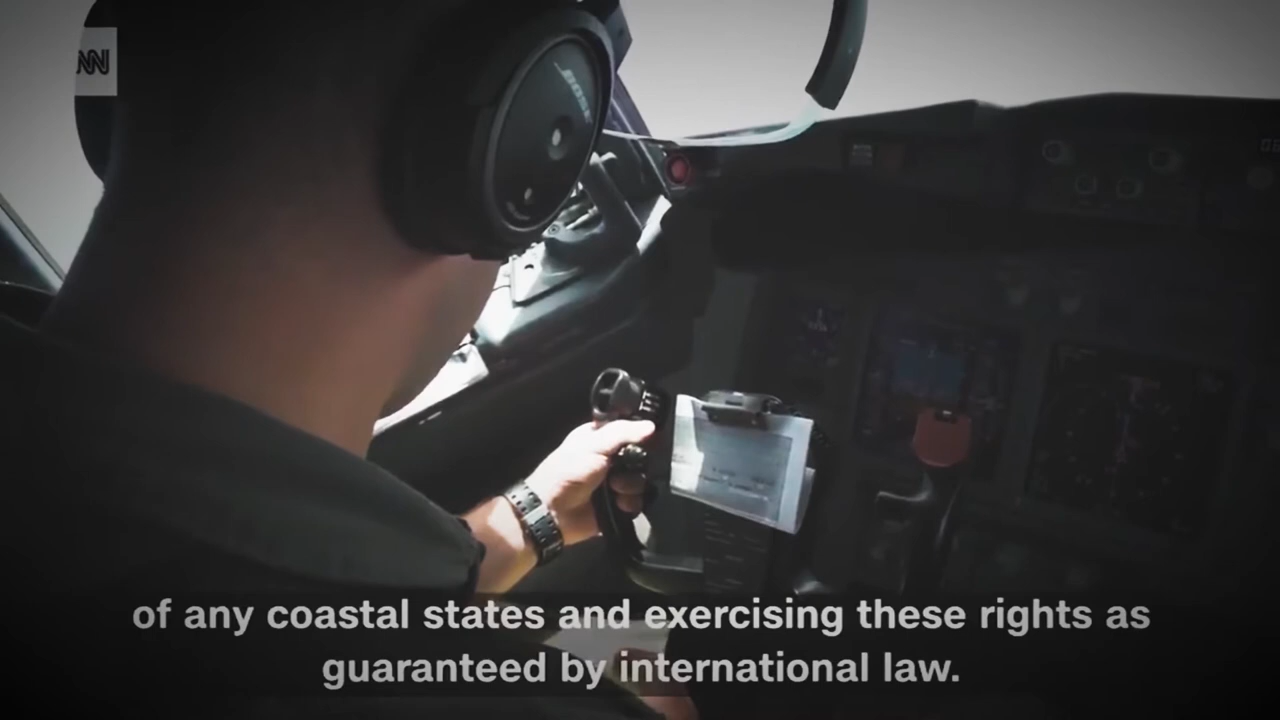 CNN
BOSE
of any coastal states and exercising these rights as
guaranteed by international law.